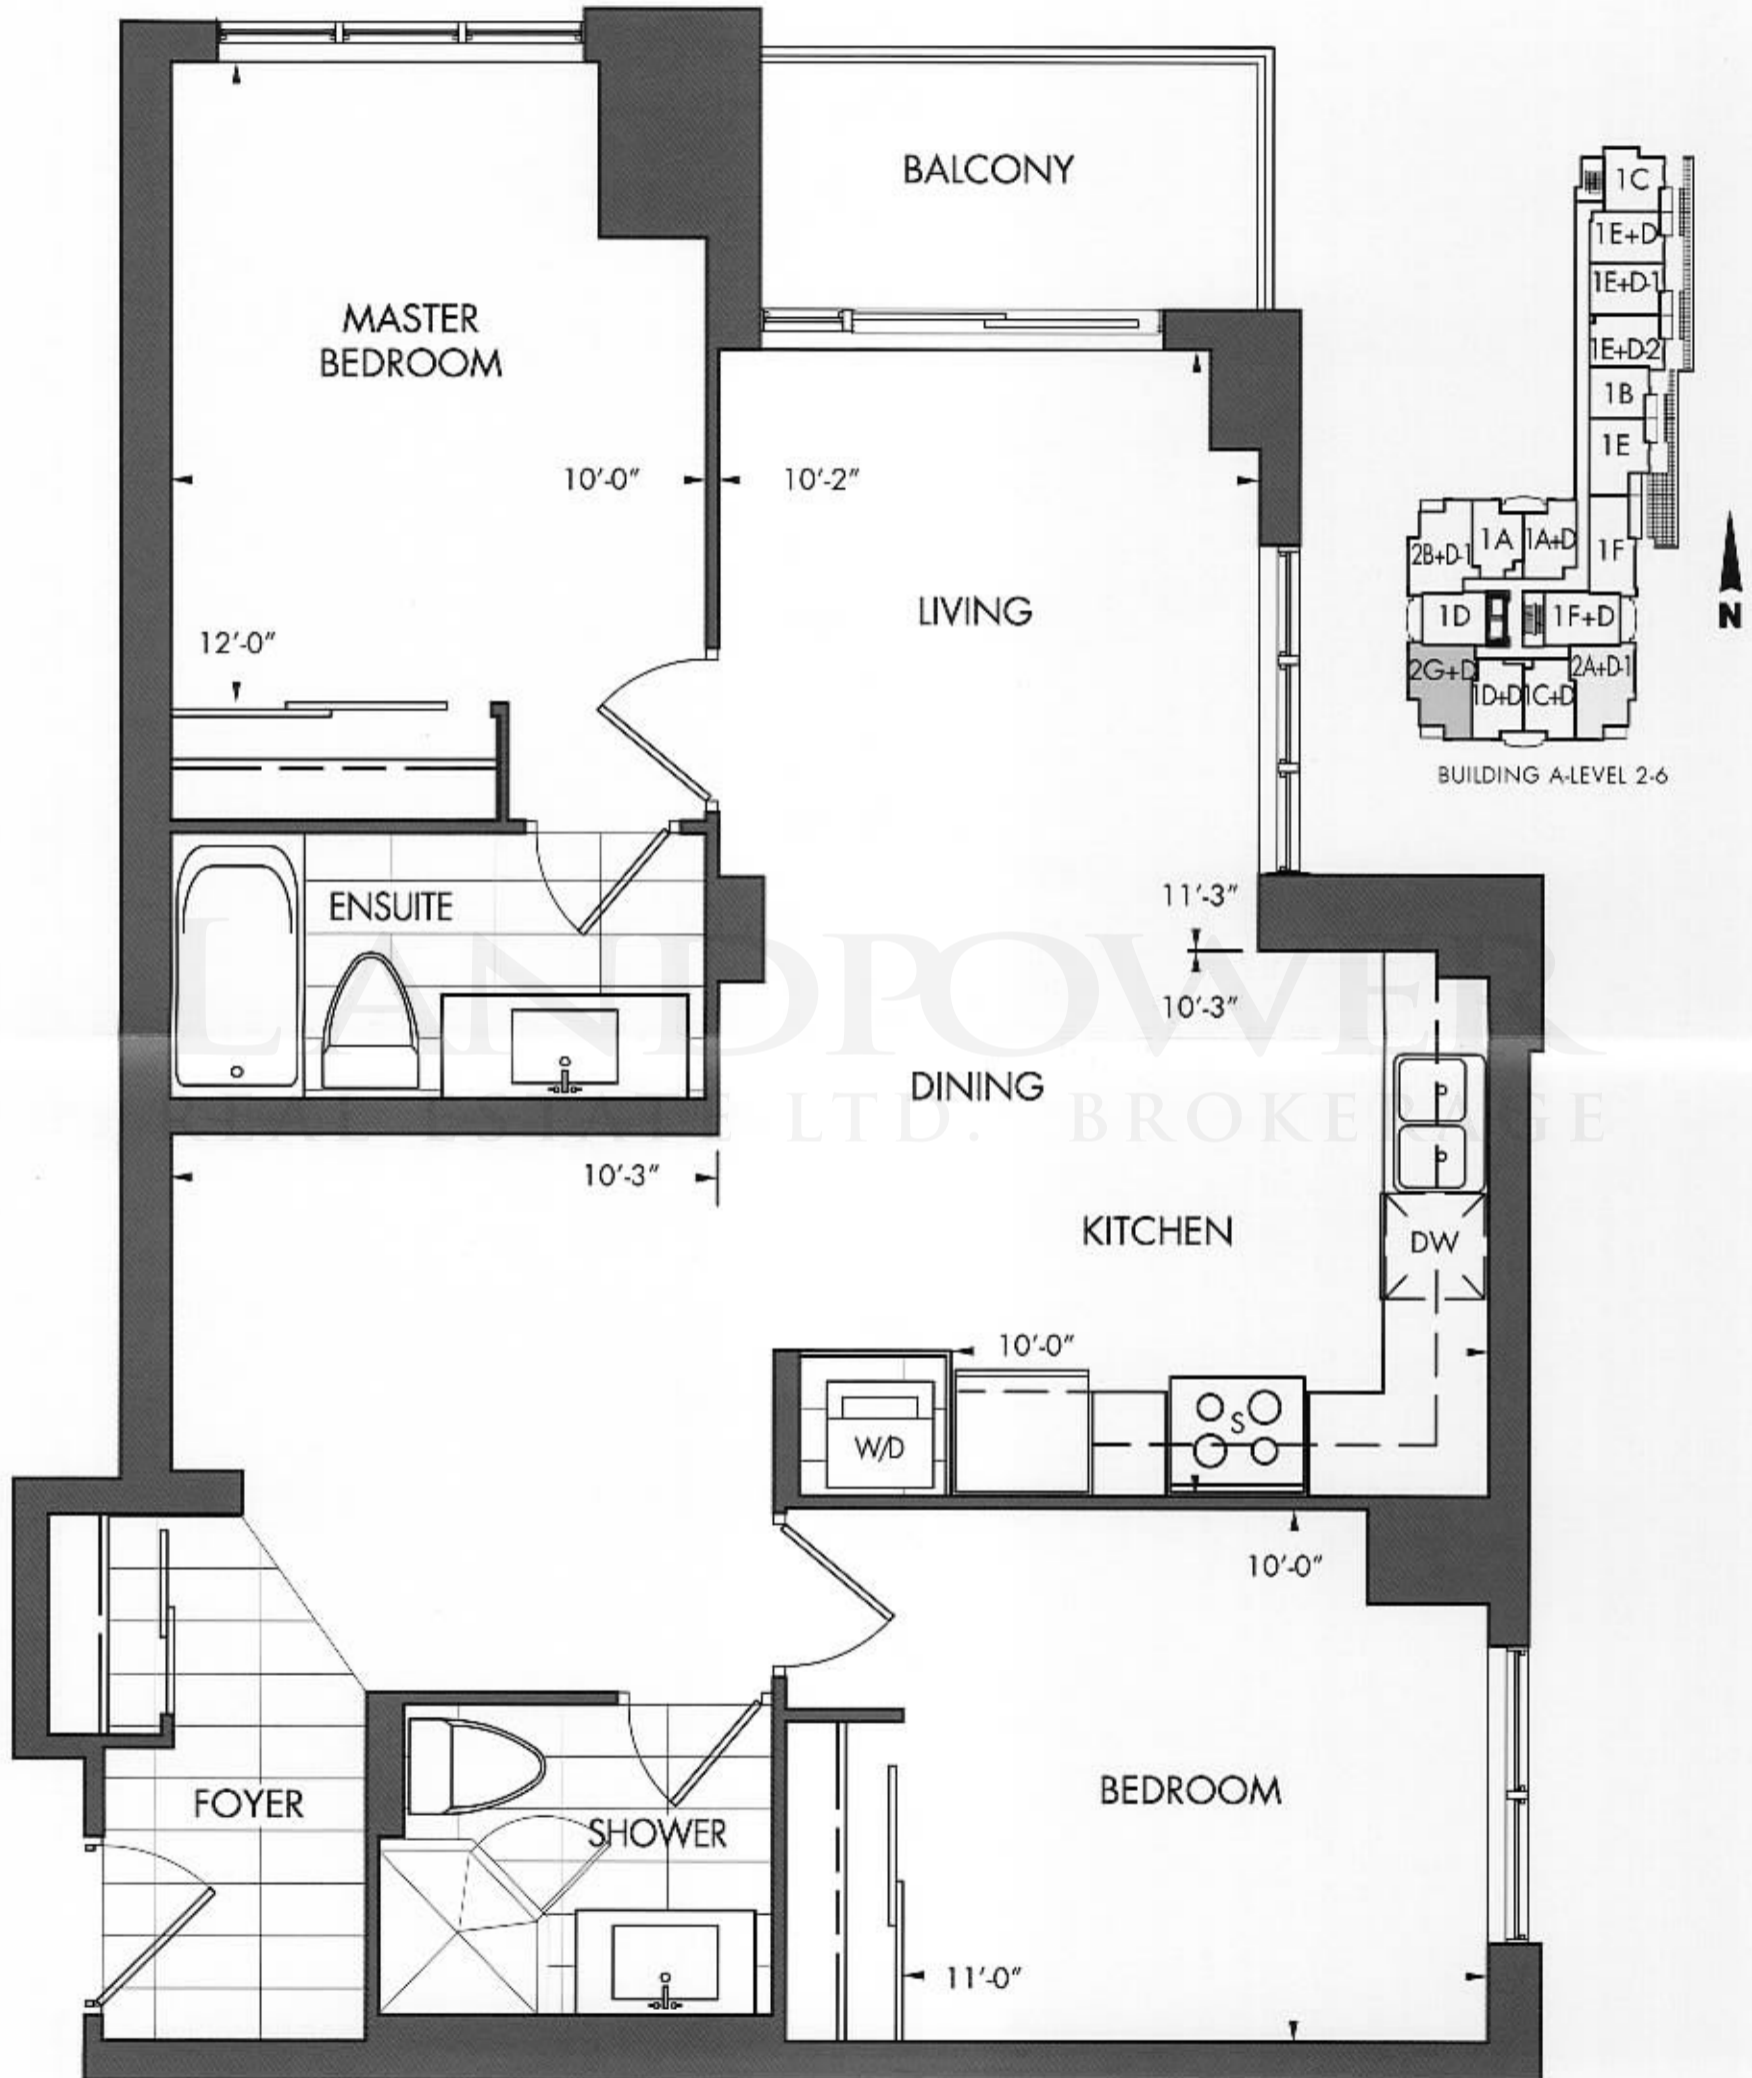 BALCONY
MASTER
BEDROOM
10'-0"
10'-2"
LIVING
12'-0"
ENSUITE
11'-3"
10'-3"
DINING
10'-3"
KITCHEN
DW
10'-0"
W/D
S
10'-0"
FOYER
SHOWER
BEDROOM
11'-0"
1C
1E+D
1E+D-1
1E+D-2
1B
1E
2B+D-1
1A
1A+D
1F
1D
1F+D
2G+D
1D+D
1C+D
2A+D-1
N
BUILDING A-LEVEL 2-6
LANDPOWER
REAL ESTATE LTD. BROKERAGE